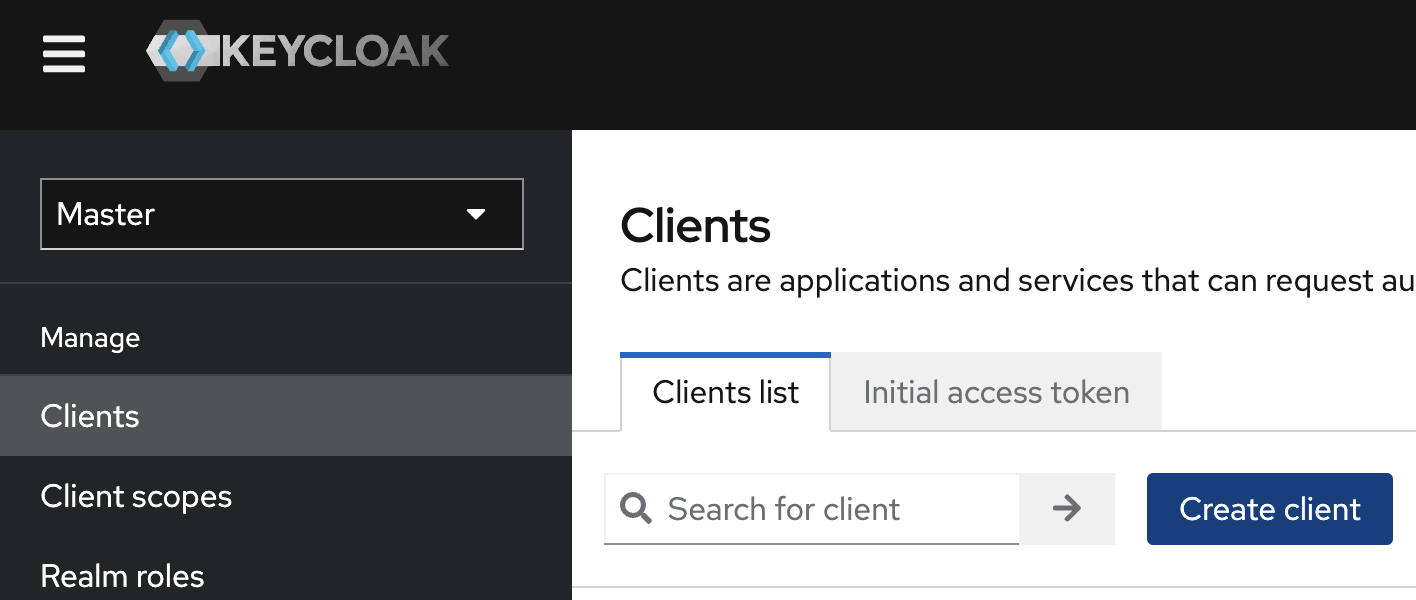 KEYCLOAK
Master
Manage
Clients
Client scopes
Realm roles
Clients
Clients are applications and services that can request au
Clients list
Initial access token
Search for client
Create client